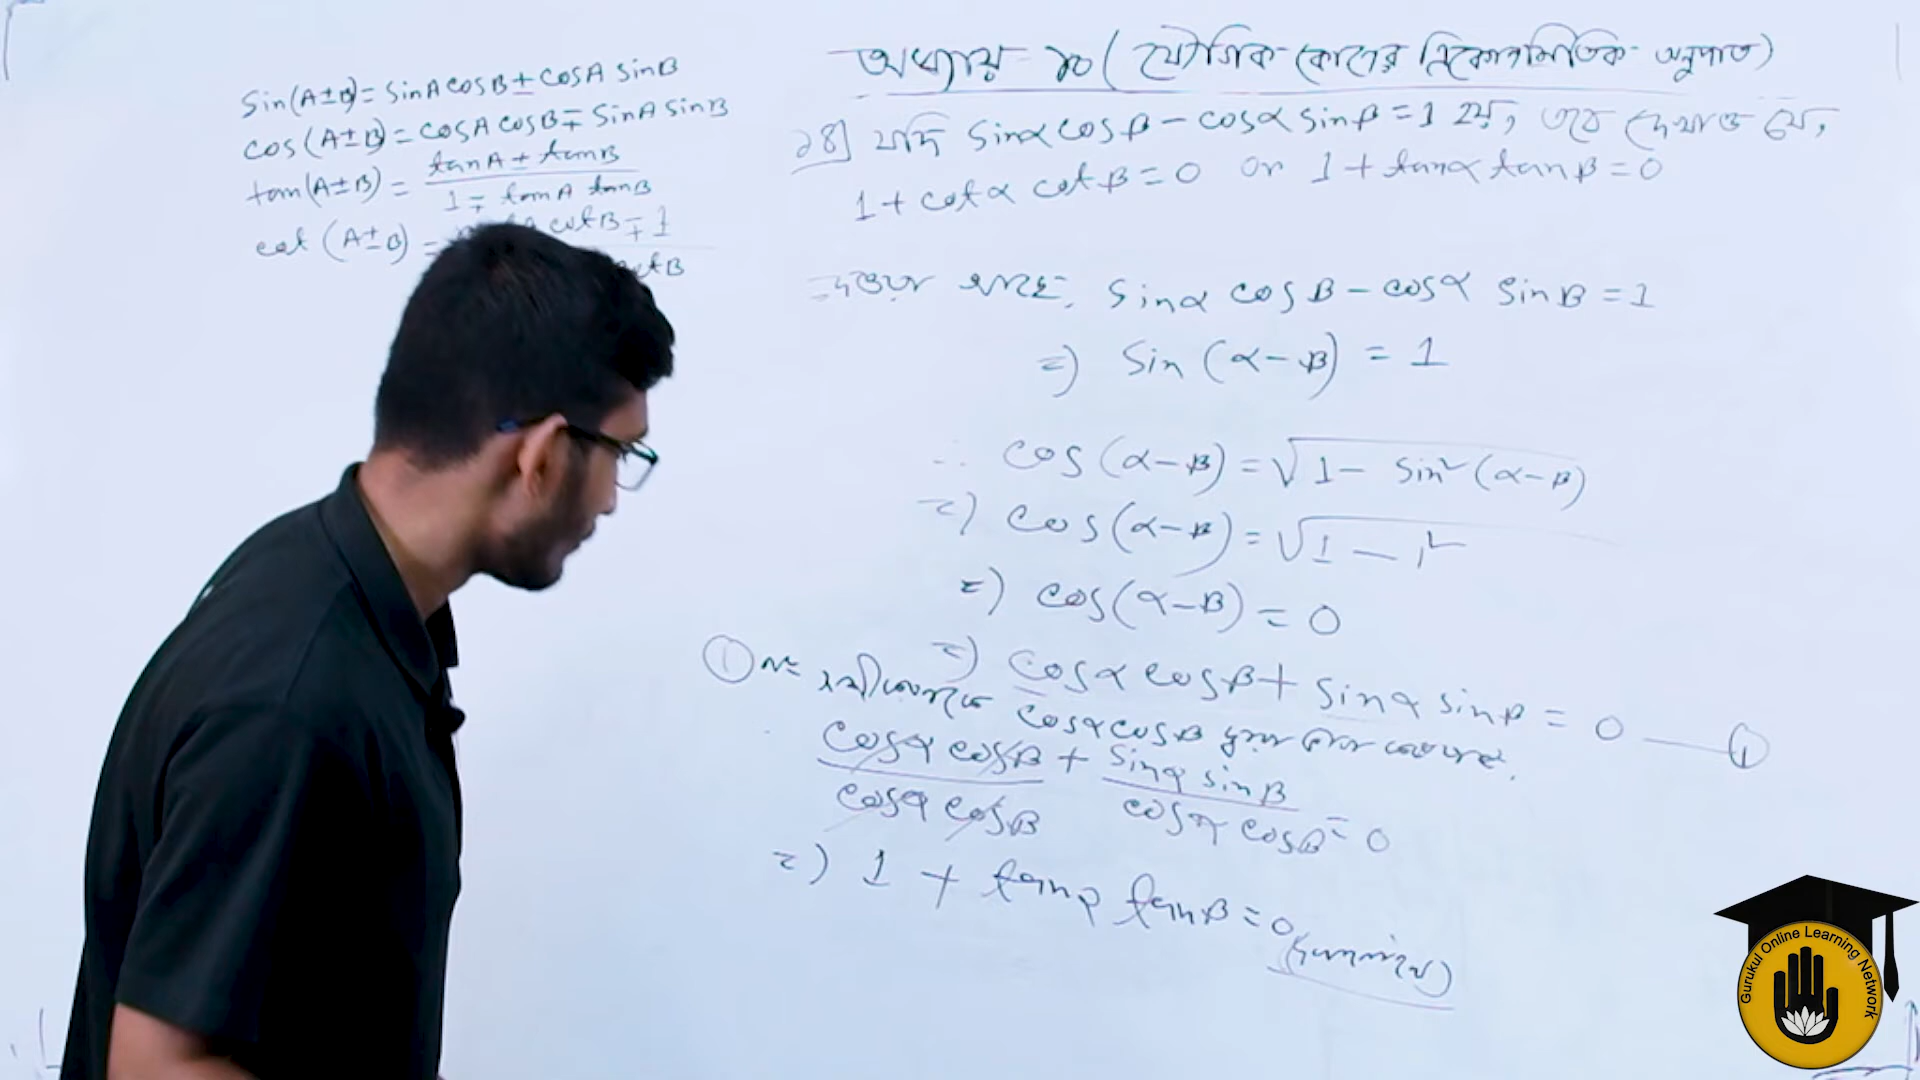 Sin(A±B)= sinA cosB ± cosA sinB
cos(A±B)= cosA cosB ∓ sinA sinB
tan(A±B) = tanA ± tanB
1 ∓ tanA tanB
cot (A±B) = cotB ∓ 1
অধ্যায় - ১০ ( যৌগিক কোণের ত্রিকোণমিতিক অনুপাত)
১৪] যদি sinα cosβ - cosα sinβ = 1 হয়, তবে দেখাও যে,
1 + cotα cotβ = 0 or 1 + tanα tanβ = 0
দেওয়া আছে, sinα cosβ - cosα sinβ = 1
=) sin (α-β) = 1
∴ cos (α-β) = √1 - sin²(α-β)
=) cos(α-β) = √1 - 1²
=) cos(α-β) = 0
=) cosα cosβ + sinα sinβ = 0 — ①
① নং সমীকরণকে cosα cosβ দ্বারা ভাগ করে পাই,
cosα cosβ + sinα sinβ
cosα cosβ cosα cosβ = 0
=) 1 + tanα tanβ = 0 (দেখানো হলো)
Gurukul Online Learning Network